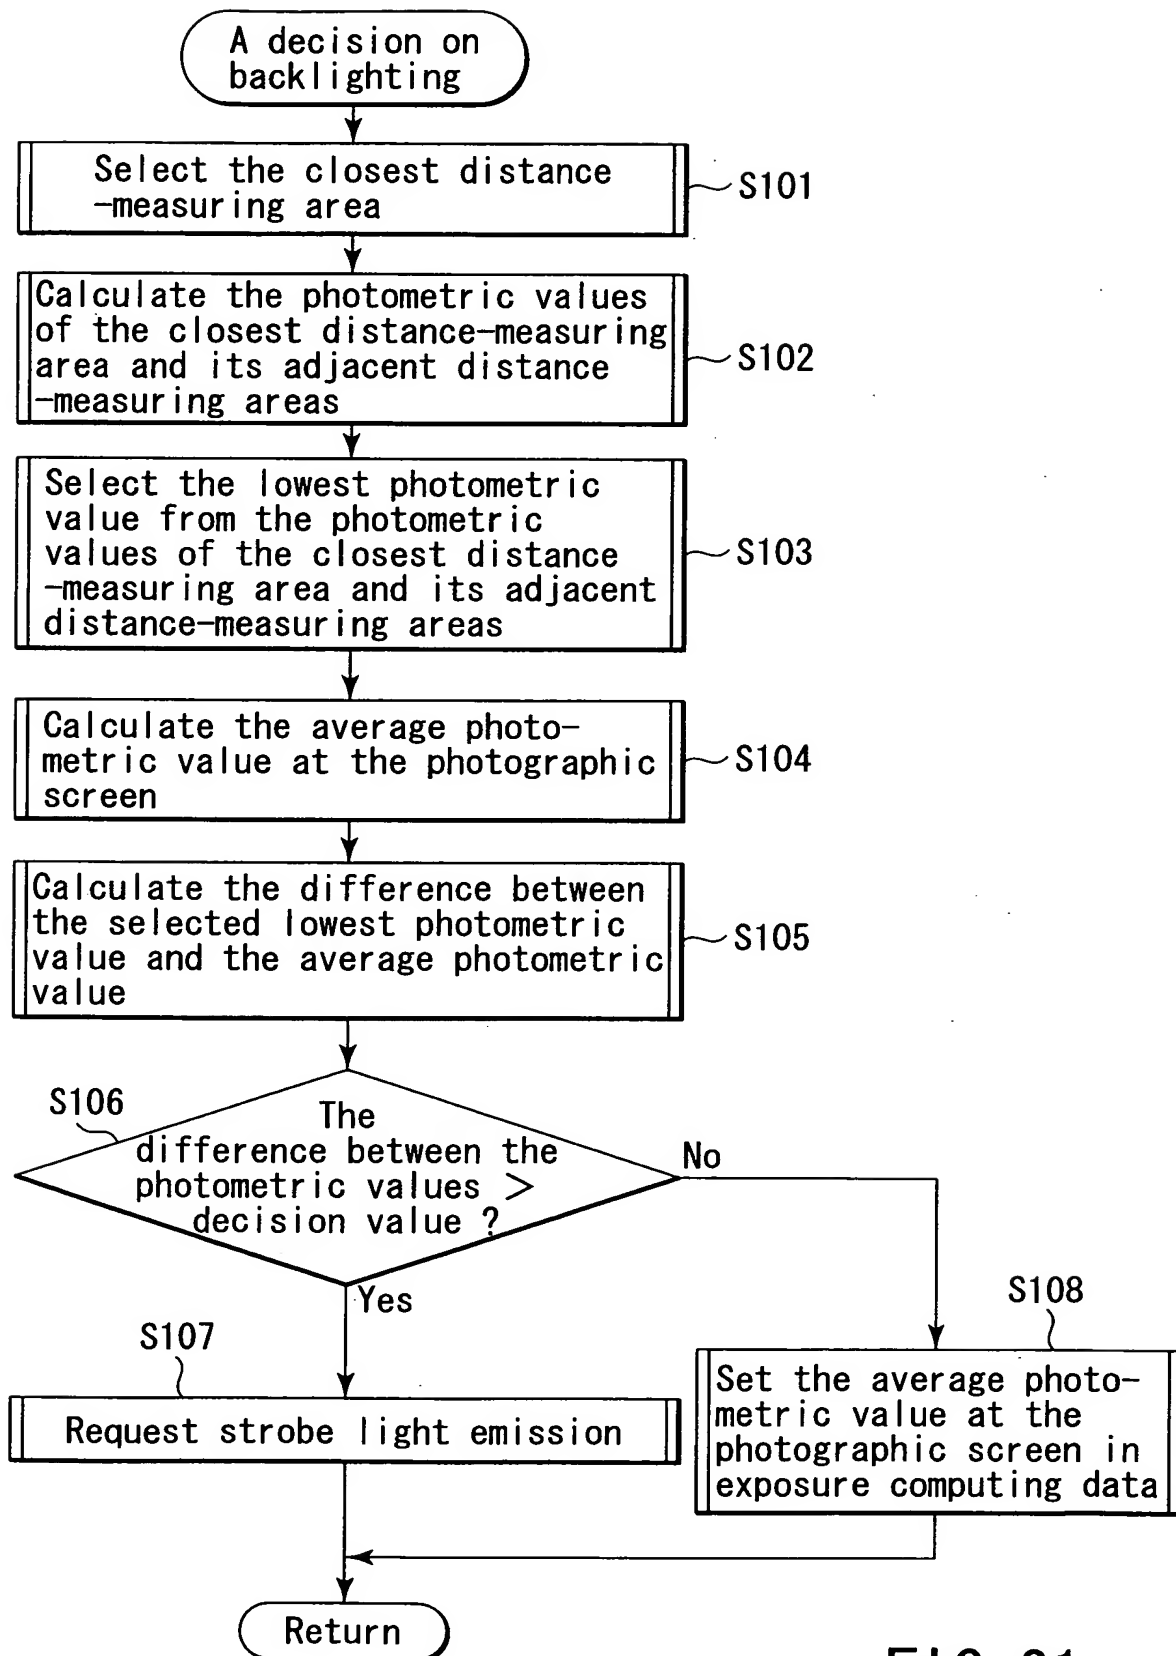 A decision on
backlighting
Select the closest distance
-measuring area
S101
Calculate the photometric values
of the closest distance-measuring
area and its adjacent distance
-measuring areas
S102
Select the lowest photometric
value from the photometric
values of the closest distance
-measuring area and its adjacent
distance-measuring areas
S103
Calculate the average photo-
metric value at the photographic
screen
S104
Calculate the difference between
the selected lowest photometric
value and the average photometric
value
S105
S106
The
difference between the
photometric values >
decision value ?
No
Yes
S107
Request strobe light emission
S108
Set the average photo-
metric value at the
photographic screen in
exposure computing data
Return